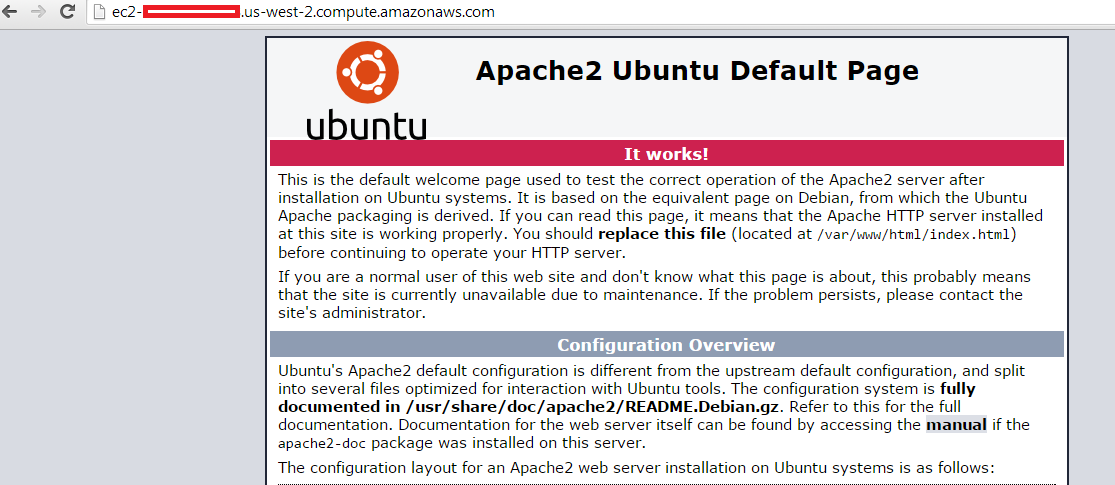 ec2-
.us-west-2.compute.amazonaws.com
Apache2 Ubuntu Default Page
ubuntu
It works!
This is the default welcome page used to test the correct operation of the Apache2 server after
installation on Ubuntu systems. It is based on the equivalent page on Debian, from which the Ubuntu
Apache packaging is derived. If you can read this page, it means that the Apache HTTP server installed
at this site is working properly. You should replace this file (located at /var/www/html/index.html)
before continuing to operate your HTTP server.
If you are a normal user of this web site and don't know what this page is about, this probably means
that the site is currently unavailable due to maintenance. If the problem persists, please contact the
site's administrator.
Configuration Overview
Ubuntu's Apache2 default configuration is different from the upstream default configuration, and split
into several files optimized for interaction with Ubuntu tools. The configuration system is fully
documented in /usr/share/doc/apache2/README.Debian.gz. Refer to this for the full
documentation. Documentation for the web server itself can be found by accessing the manual if the
apache2-doc package was installed on this server.
The configuration layout for an Apache2 web server installation on Ubuntu systems is as follows: